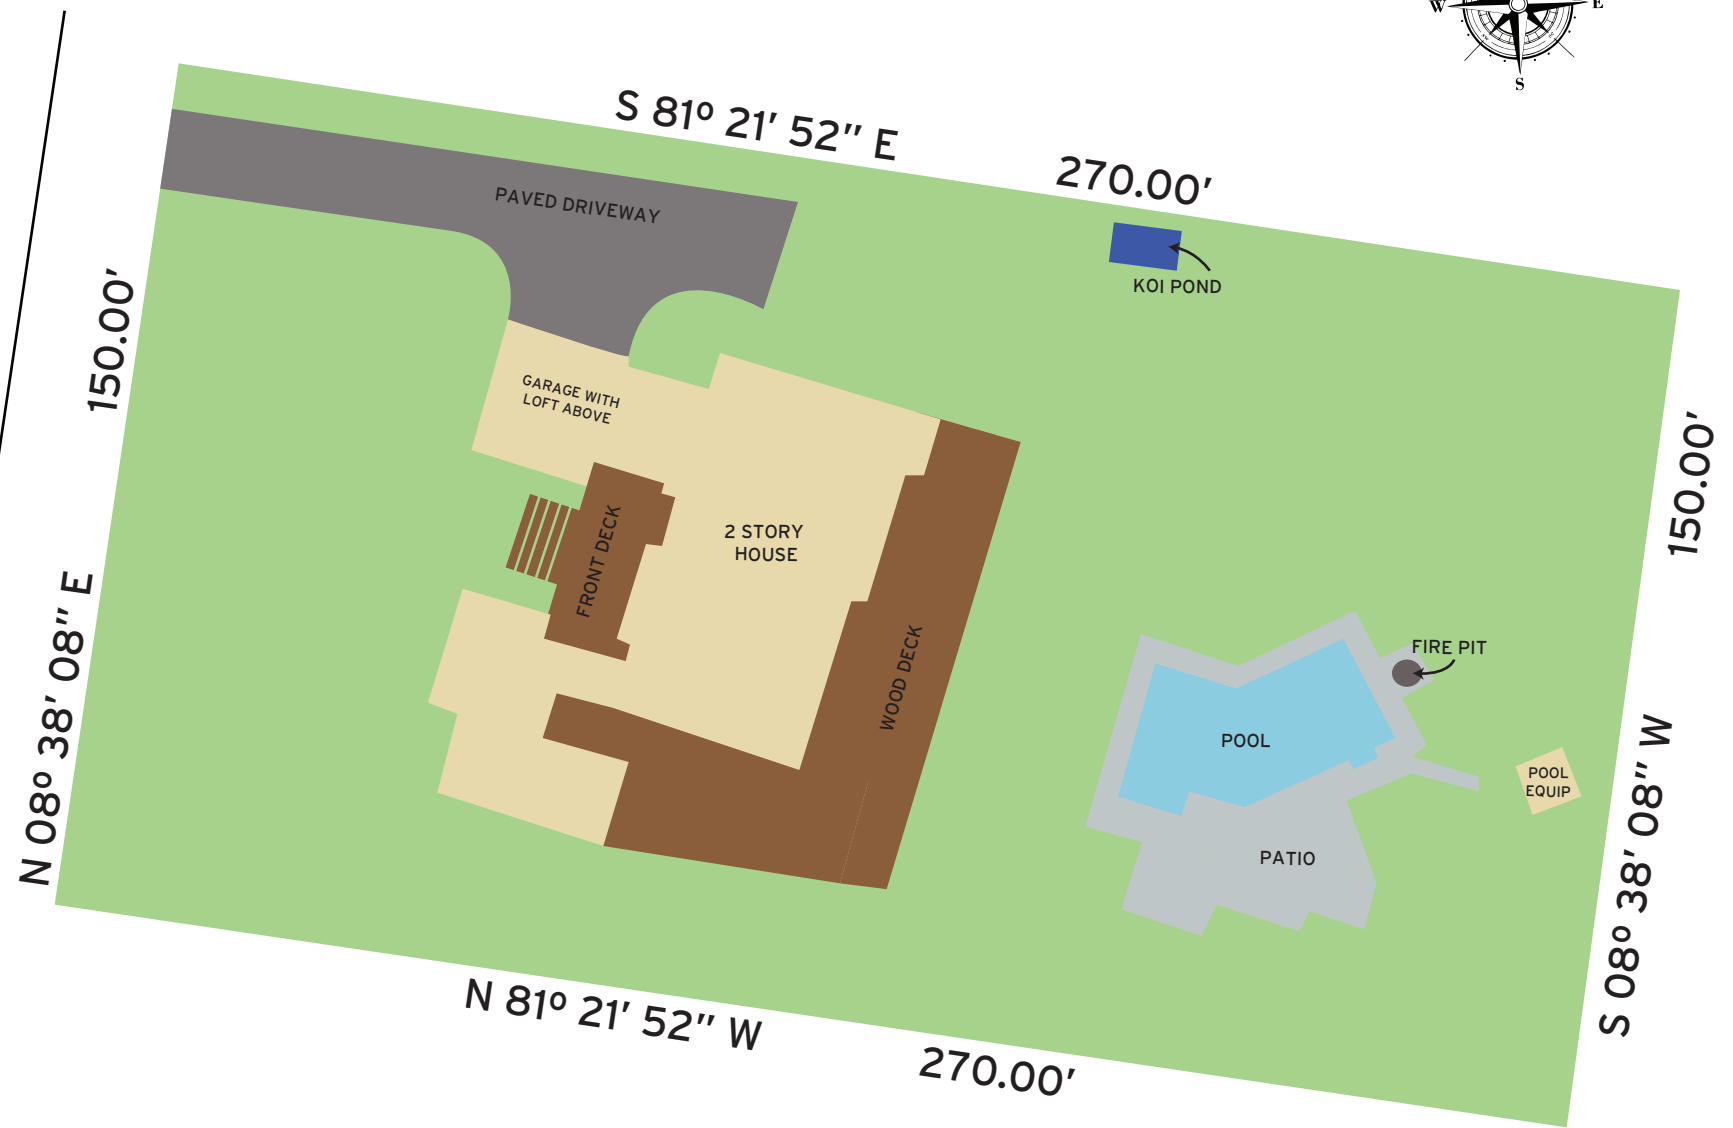 W
E
S
S 81º 21′ 52″ E
270.00′
PAVED DRIVEWAY
KOI POND
150.00′
N 08º 38′ 08″ E
GARAGE WITH
LOFT ABOVE
FRONT DECK
2 STORY
HOUSE
WOOD DECK
150.00′
S 08º 38′ 08″ W
FIRE PIT
POOL
POOL
EQUIP
PATIO
N 81º 21′ 52″ W
270.00′